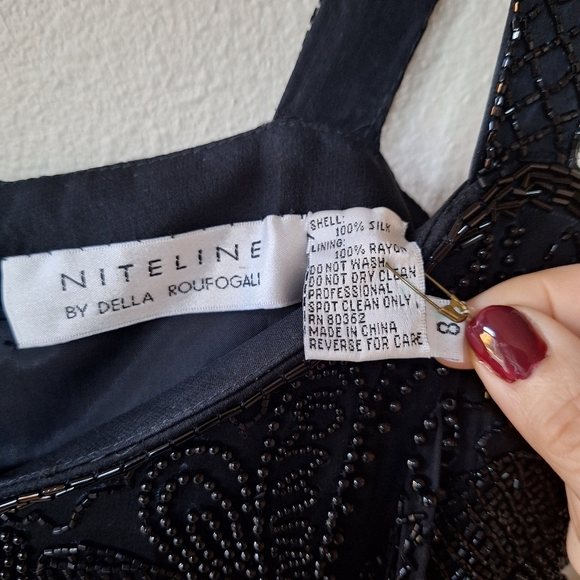 NITELINE
BY DELLA ROUFOGALI
SHELL:
100% SILK
LINING:
100% RAYON
DO NOT WASH
DO NOT DRY CLEAN
PROFESSIONAL
SPOT CLEAN ONLY
RN 80362
MADE IN CHINA
REVERSE FOR CARE
8